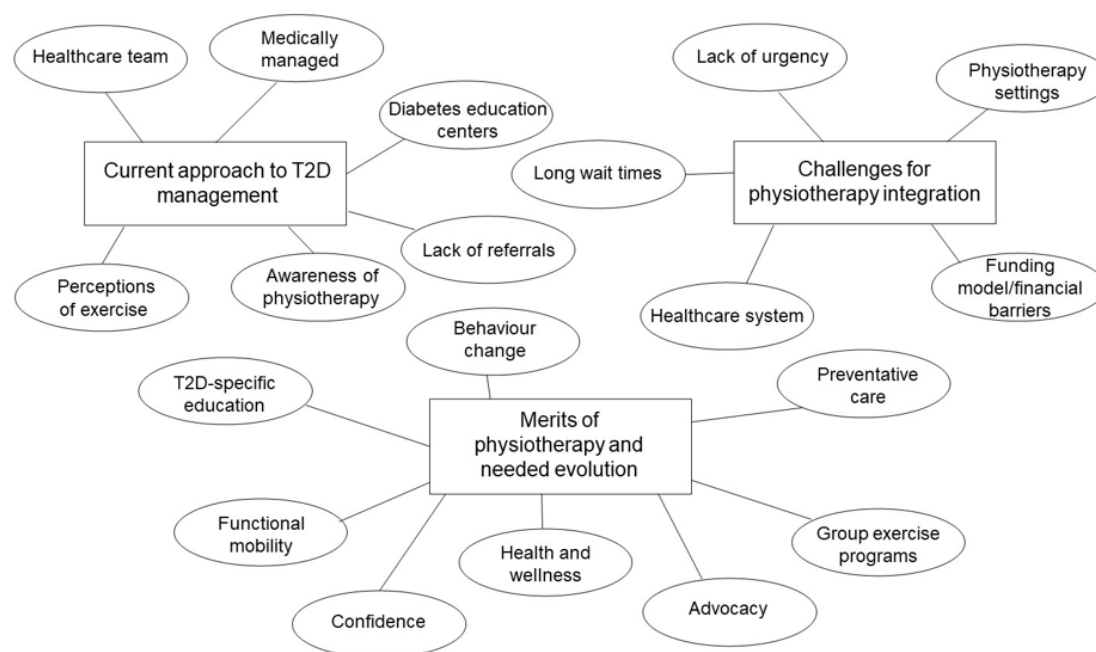 Healthcare team
Medically
managed
Diabetes education
centers
Current approach to T2D
management
Lack of referrals
Perceptions
of exercise
Awareness of
physiotherapy
Lack of urgency
Physiotherapy
settings
Long wait times
Challenges for
physiotherapy integration
Healthcare system
Funding
model/financial
barriers
Behaviour
change
T2D-specific
education
Preventative
care
Merits of
physiotherapy and
needed evolution
Functional
mobility
Health and
wellness
Group exercise
programs
Confidence
Advocacy